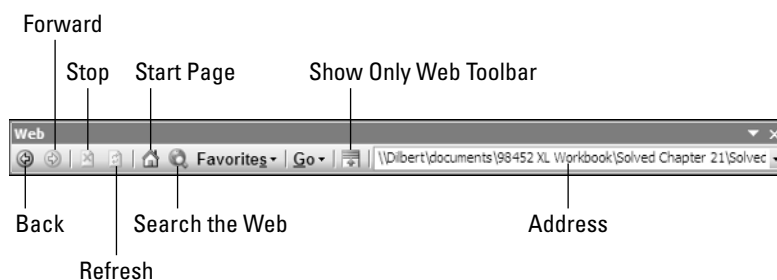 Forward
Stop Start Page Show Only Web Toolbar
Web
Favorites Go \\Dilbert\documents\98452 XL Workbook\Solved Chapter 21\Solvec
Back Search the Web Address
Refresh